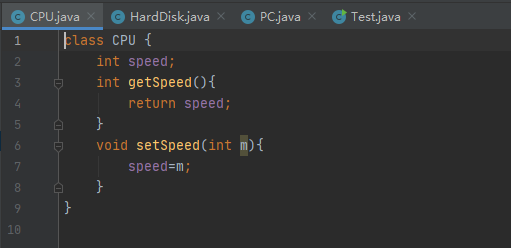 CPU.java HardDisk.java PC.java Test.java
1 class CPU {
2 int speed;
3 int getSpeed(){
4 return speed;
5 }
6 void setSpeed(int m){
7 speed=m;
8 }
9 }
10